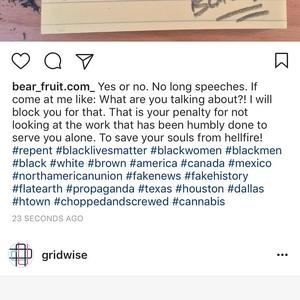 bear_fruit.com_ Yes or no. No long speeches. If
come at me like: What are you talking about?! I will
block you for that. That is your penalty for not
looking at the work that has been humbly done to
serve you alone. To save your souls from hellfire!
#repent #blacklivesmatter #blackwomen #blackmen
#black #white #brown #america #canada #mexico
#northamericanunion #fakenews #fakehistory
#flatearth #propaganda #texas #houston #dallas
#htown #choppedandscrewed #cannabis
23 SECONDS AGO
gridwise